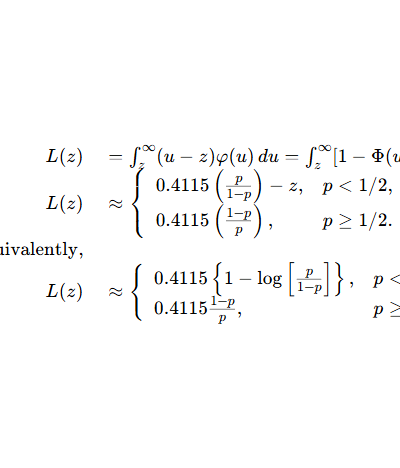 L(z) = ∫_z^∞ (u − z)φ(u) du = ∫_z^∞ [1 − Φ(u
L(z) ≈ { 0.4115 (p/(1−p)) − z, p < 1/2,
0.4115 ((1−p)/p), p ≥ 1/2.
uivalently,
L(z) ≈ { 0.4115 {1 − log [p/(1−p)]}, p <
0.4115 (1−p)/p, p ≥